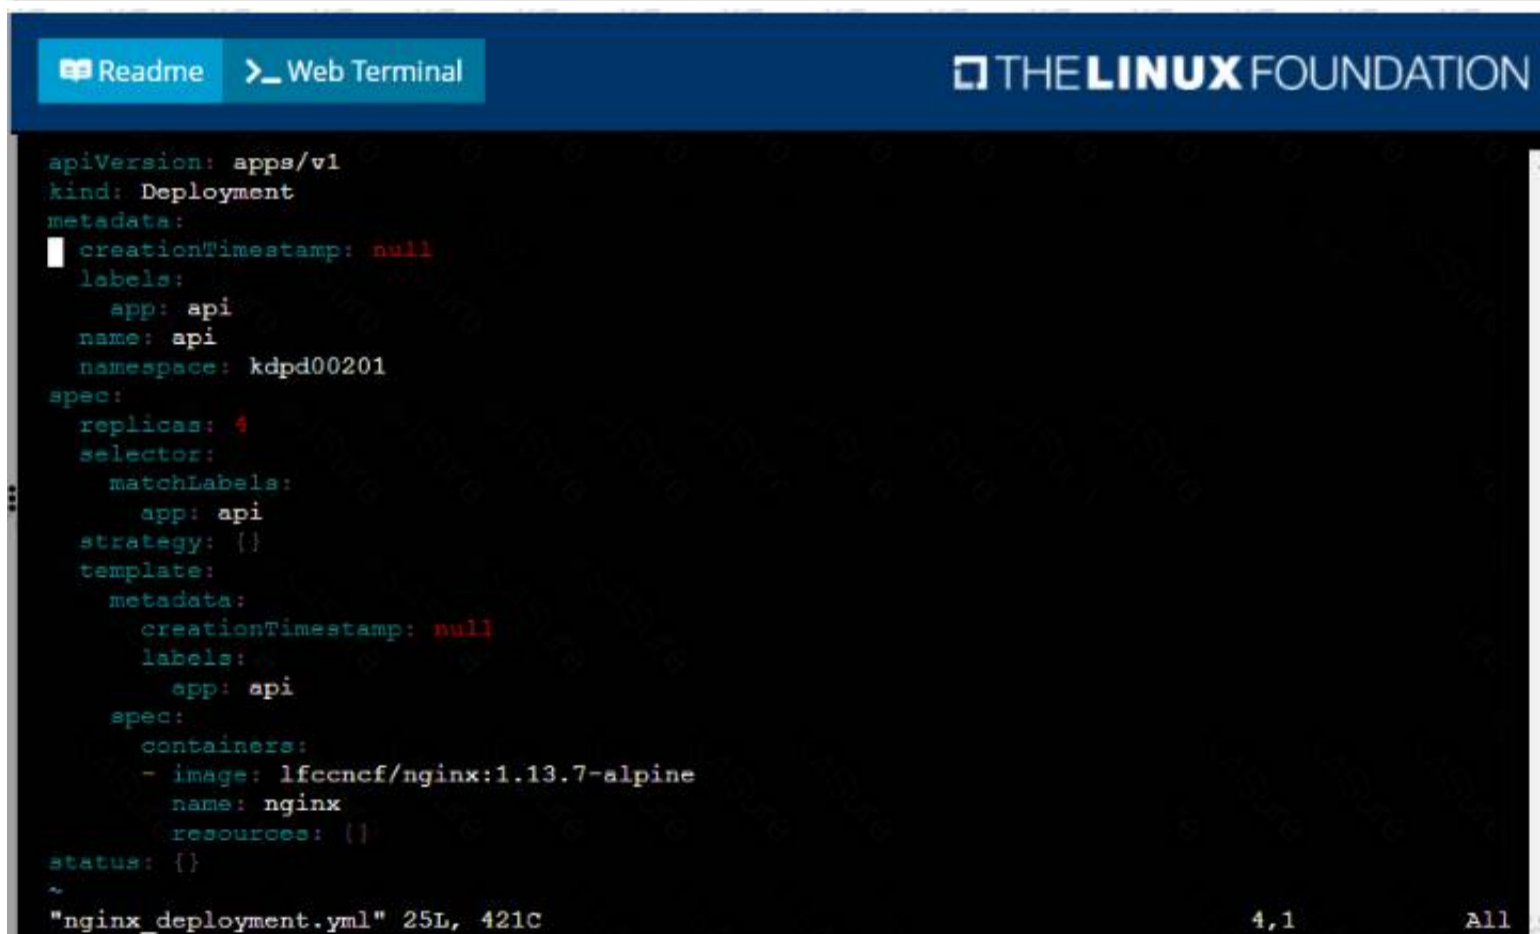 Readme
Web Terminal
THE LINUX FOUNDATION
apiVersion: apps/v1
kind: Deployment
metadata:
  creationTimestamp: null
  labels:
    app: api
  name: api
  namespace: kdpd00201
spec:
  replicas: 4
  selector:
    matchLabels:
      app: api
  strategy: {}
  template:
    metadata:
      creationTimestamp: null
      labels:
        app: api
    spec:
      containers:
      - image: lfccncf/nginx:1.13.7-alpine
        name: nginx
        resources: {}
status: {}
~
"nginx_deployment.yml" 25L, 421C 4,1 All